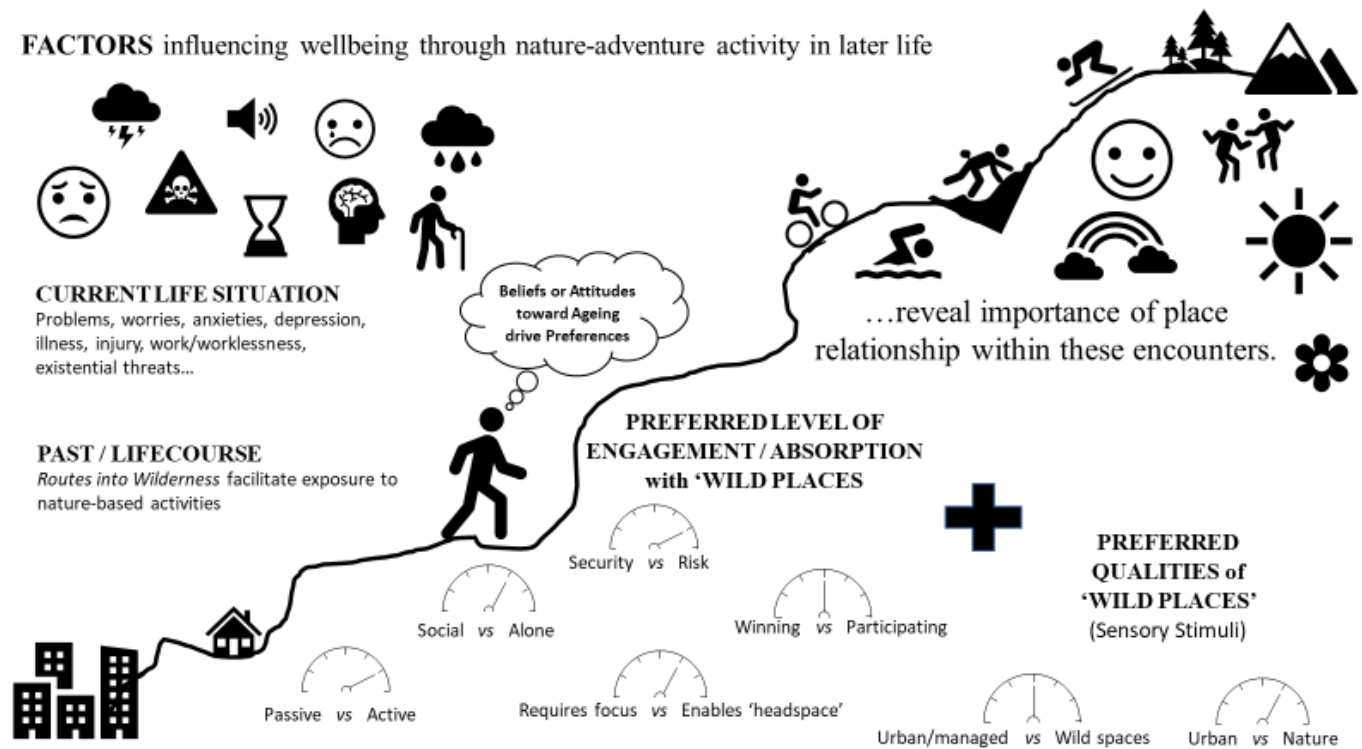 FACTORS influencing wellbeing through nature-adventure activity in later life
CURRENT LIFE SITUATION
Problems, worries, anxieties, depression,
illness, injury, work/worklessness,
existential threats...
Beliefs or Attitudes
toward Ageing
drive Preferences
…reveal importance of place
relationship within these encounters.
PAST / LIFECOURSE
Routes into Wilderness facilitate exposure to
nature-based activities
PREFERRED LEVEL OF
ENGAGEMENT / ABSORPTION
with ‘WILD PLACES
Security vs Risk
Social vs Alone
Winning vs Participating
Passive vs Active
Requires focus vs Enables ‘headspace’
PREFERRED
QUALITIES of
‘WILD PLACES’
(Sensory Stimuli)
Urban/managed vs Wild spaces
Urban vs Nature